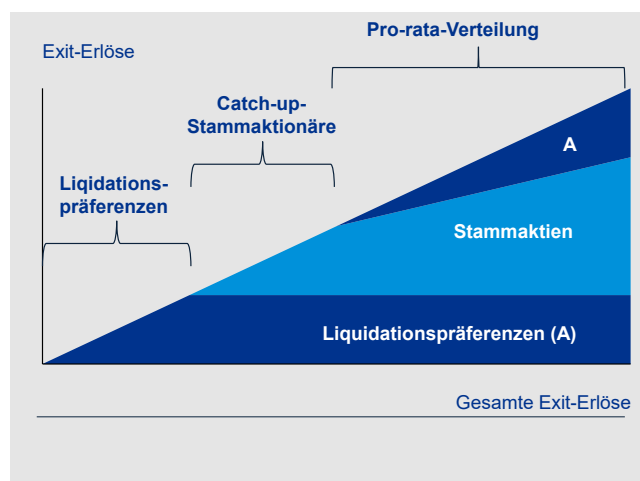 Pro-rata-Verteilung
Exit-Erlöse
Catch-up-
Stammaktionäre
Liqidations-
präferenzen
A
Stammaktien
Liquidationspräferenzen (A)
Gesamte Exit-Erlöse